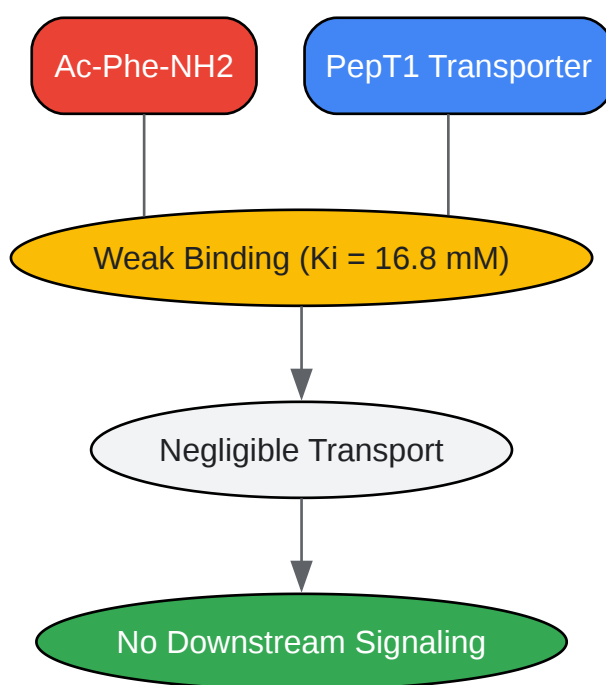 Ac-Phe-NH2
PepT1 Transporter
Weak Binding (Ki = 16.8 mM)
Negligible Transport
No Downstream Signaling